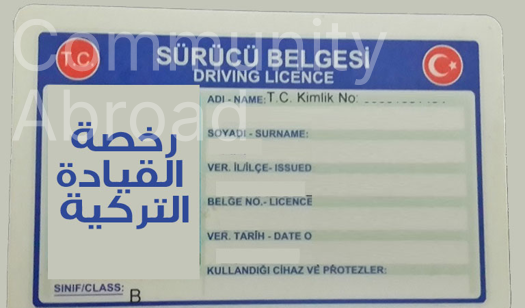 Community
Abroad
T.C.
SÜRÜCÜ BELGESİ
DRIVING LICENCE
ADI - NAME: T.C. Kimlik No:
SOYADI - SURNAME:
VER. İL/İLÇE- ISSUED
BELGE NO.- LICENCE
VER. TARİH - DATE O
KULLANDIĞI CİHAZ VE PROTEZLER:
رخصة
القيادة
التركية
SINIF/CLASS:
B